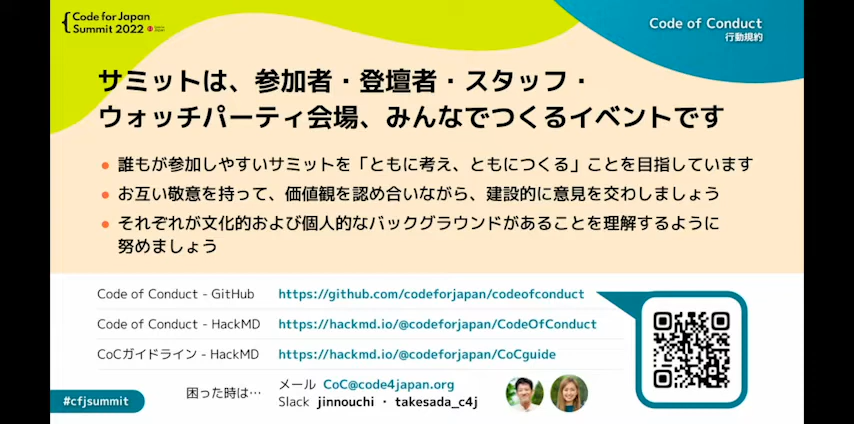 Code for Japan
Summit 2022
Code of Conduct
行動規約
サミットは、参加者・登壇者・スタッフ・
ウォッチパーティ会場、みんなでつくるイベントです
誰もが参加しやすいサミットを「ともに考え、ともにつくる」ことを目指しています
お互い敬意を持って、価値観を認め合いながら、建設的に意見を交わしましょう
それぞれが文化的および個人的なバックグラウンドがあることを理解するように
努めましょう
Code of Conduct - GitHub https://github.com/codeforjapan/codeofconduct
Code of Conduct - HackMD https://hackmd.io/@codeforjapan/CodeOfConduct
CoCガイドライン - HackMD https://hackmd.io/@codeforjapan/CoCguide
困った時は…
メール CoC@code4japan.org
Slack jinnouchi ・ takesada_c4j
#cfjsummit